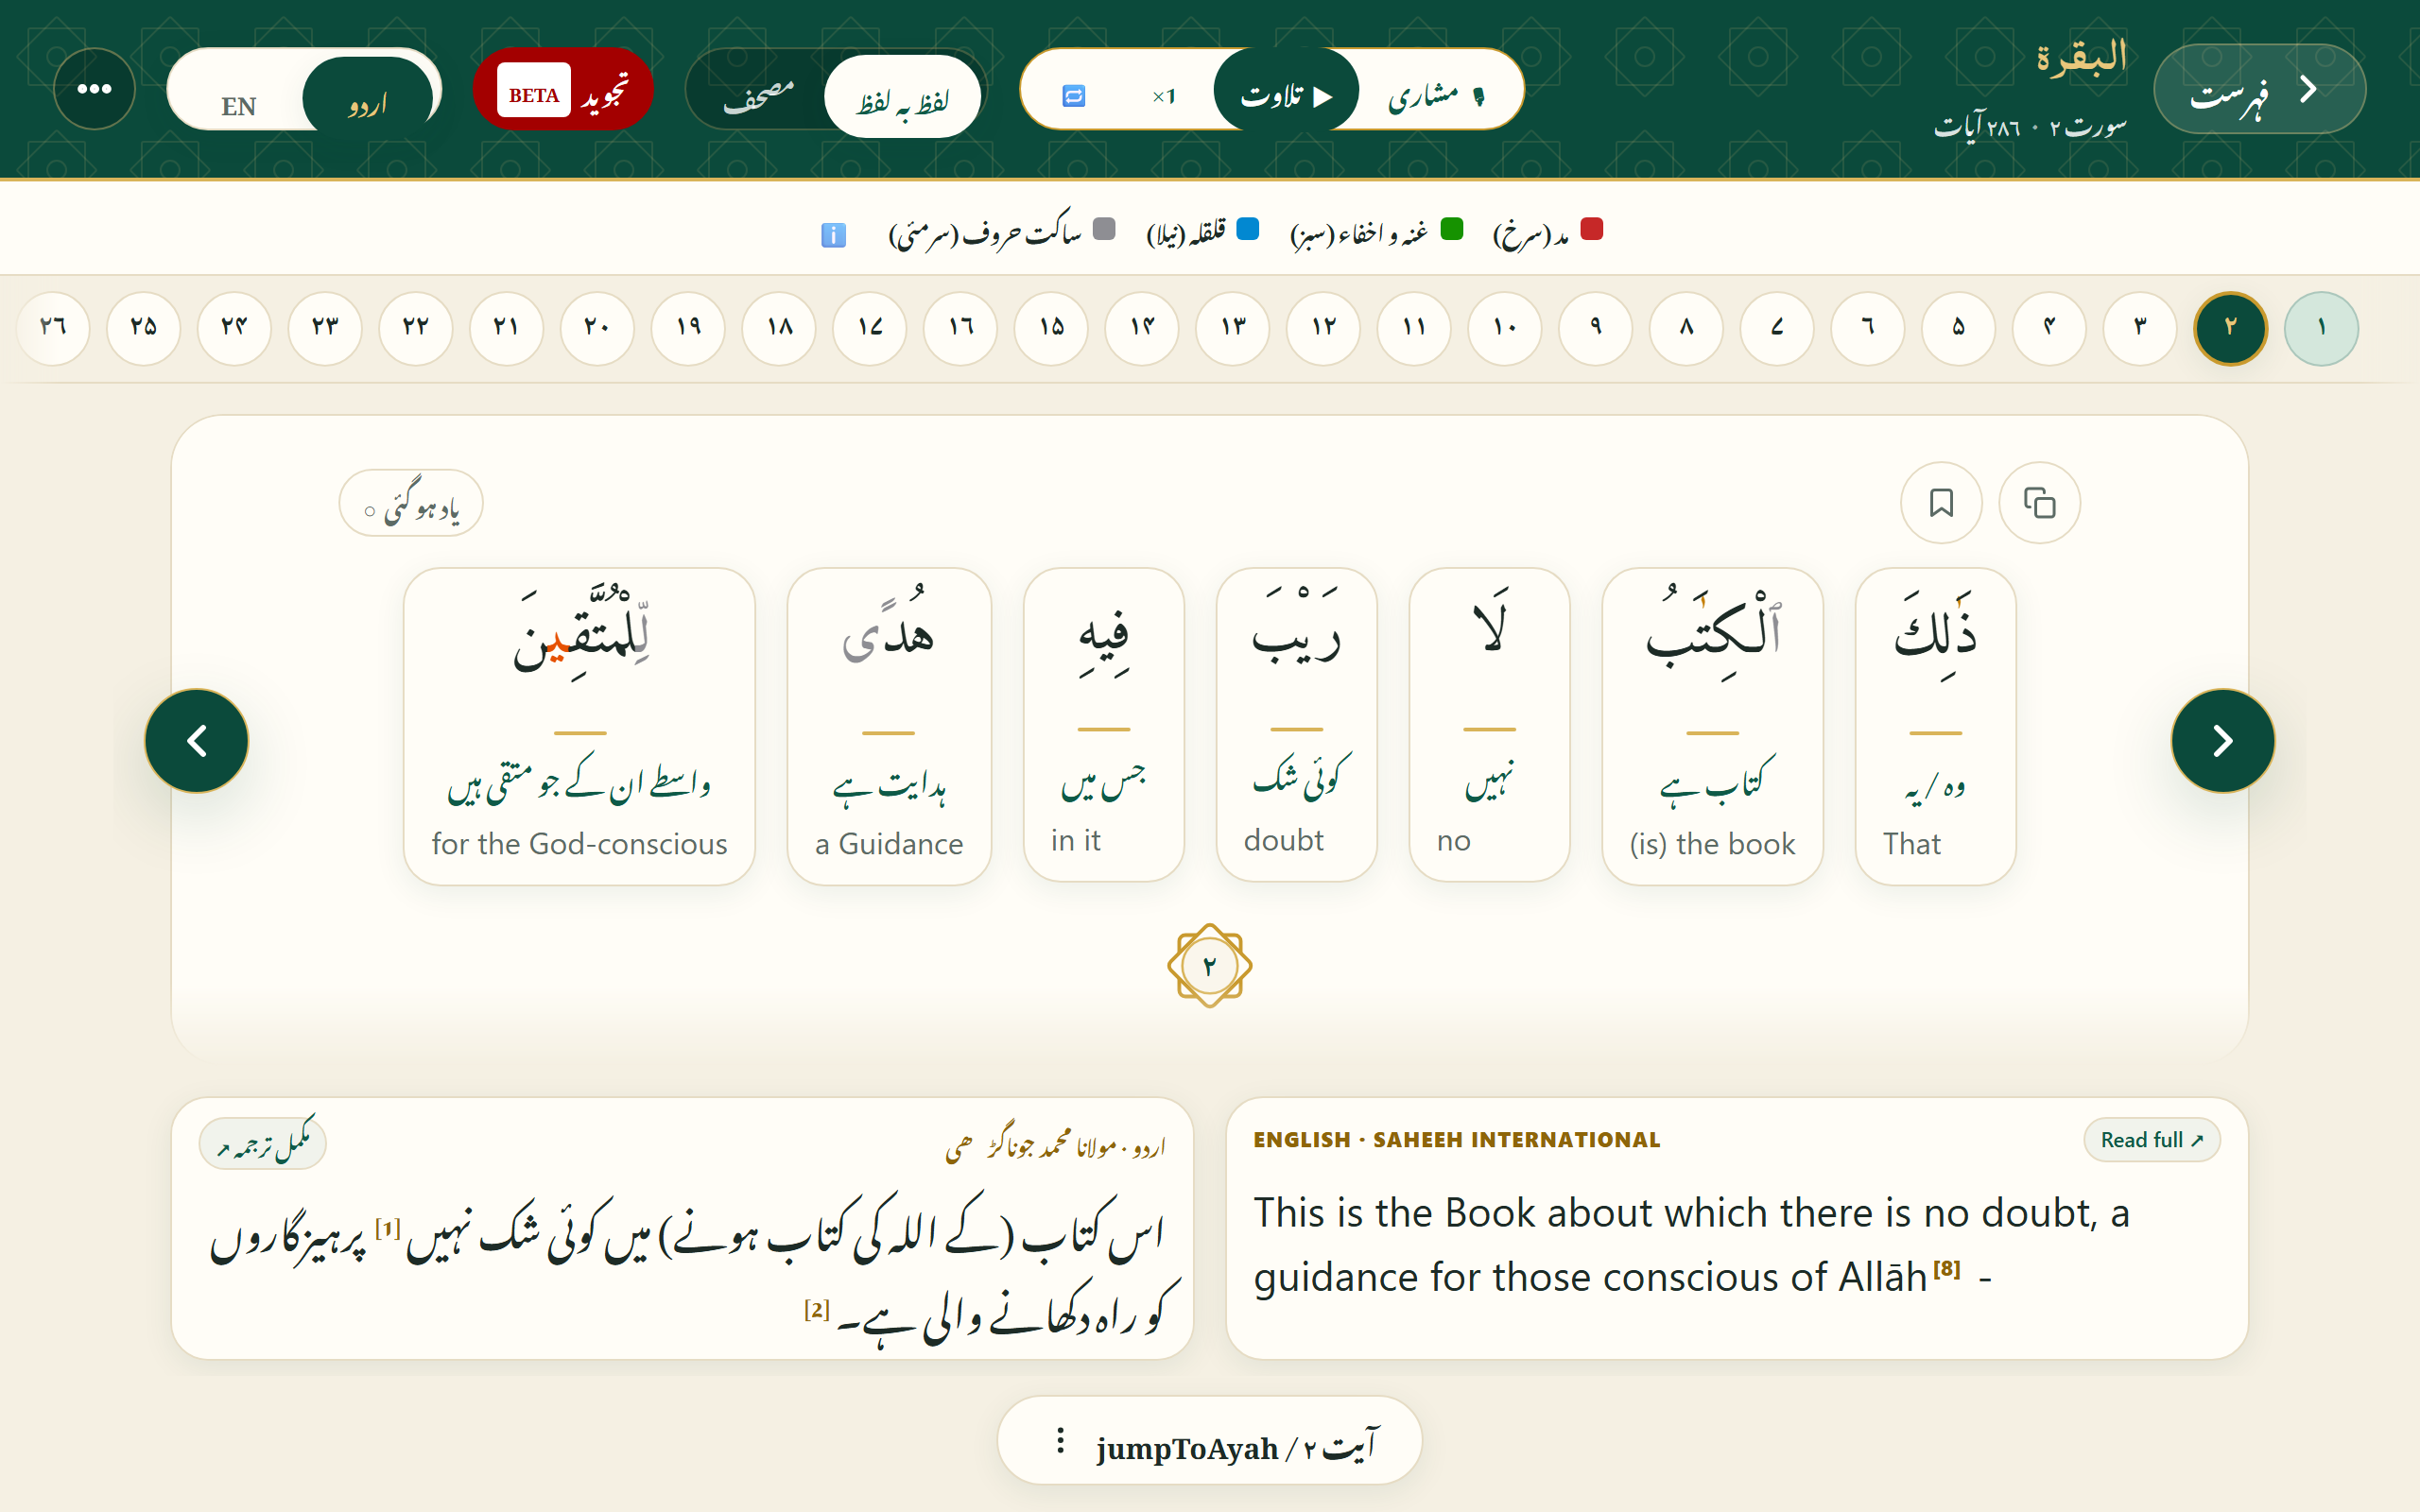 فہرست
البقرة
سورت ۲ · ۲۸٦ آیات
مشاری
تلاوت
1×
لفظ بہ لفظ
مصحف
تجوید BETA
اردو
EN
مد (سرخ)
غنہ و اخفاء (سبز)
قلقلہ (نیلا)
ساکت حروف (سرمئی)
۱ ۲ ۳ ۴ ۵ ٦ ۷ ۸ ۹ ۱۰ ۱۱ ۱۲ ۱۳ ۱۴ ۱۵ ۱٦ ۱۷ ۱۸ ۱۹ ۲۰ ۲۱ ۲۲ ۲۳ ۲۴ ۲۵ ۲٦
یاد ہو گئی
ذَٰلِكَ ٱلْكِتَٰبُ لَا رَيْبَ فِيهِ هُدًى لِّلْمُتَّقِينَ
وہ / یہ کتاب ہے نہیں کوئی شک جس میں ہدایت ہے واسطے ان کے جو متقی ہیں
That (is) the book no doubt in it a Guidance for the God-conscious
۲
ENGLISH · SAHEEH INTERNATIONAL
Read full ↗
This is the Book about which there is no doubt, a
guidance for those conscious of Allāh[8] -
اردو · مولانا محمد جوناگڑھی
مکمل ترجمہ ↗
اس کتاب (کے اللہ کی کتاب ہونے) میں کوئی شک نہیں[1] پرہیزگاروں
کو راہ دکھانے والی ہے۔[2]
آیت ۲ / jumpToAyah